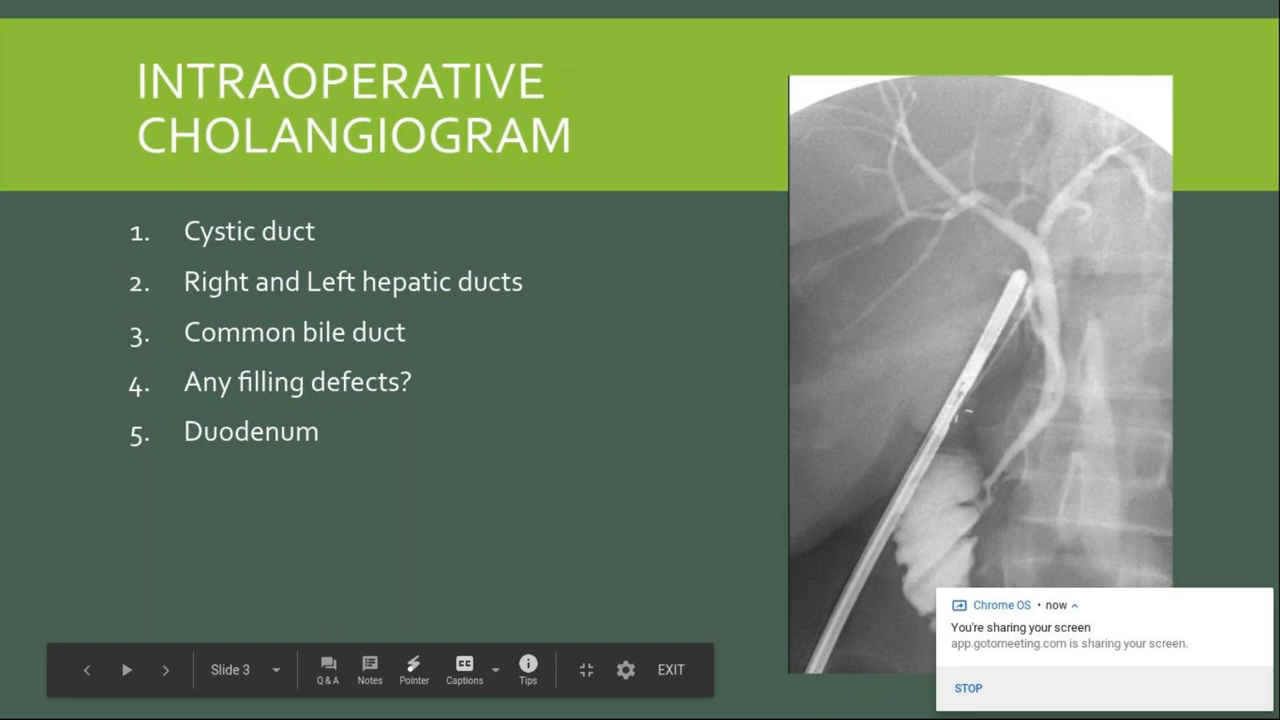 INTRAOPERATIVE
CHOLANGIOGRAM
1. Cystic duct
2. Right and Left hepatic ducts
3. Common bile duct
4. Any filling defects?
5. Duodenum
Slide 3
Q & A
Notes
Pointer
CC
Captions
Tips
EXIT
Chrome OS • now
You're sharing your screen
app.gotomeeting.com is sharing your screen.
STOP